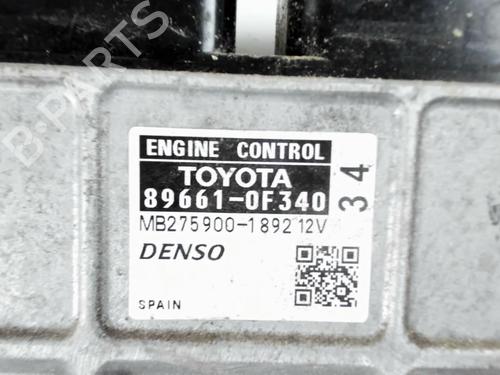 ENGINE CONTROL
TOYOTA
89661-0F340
34
MB275900-1892 12V
DENSO
SPAIN
B-PARTS